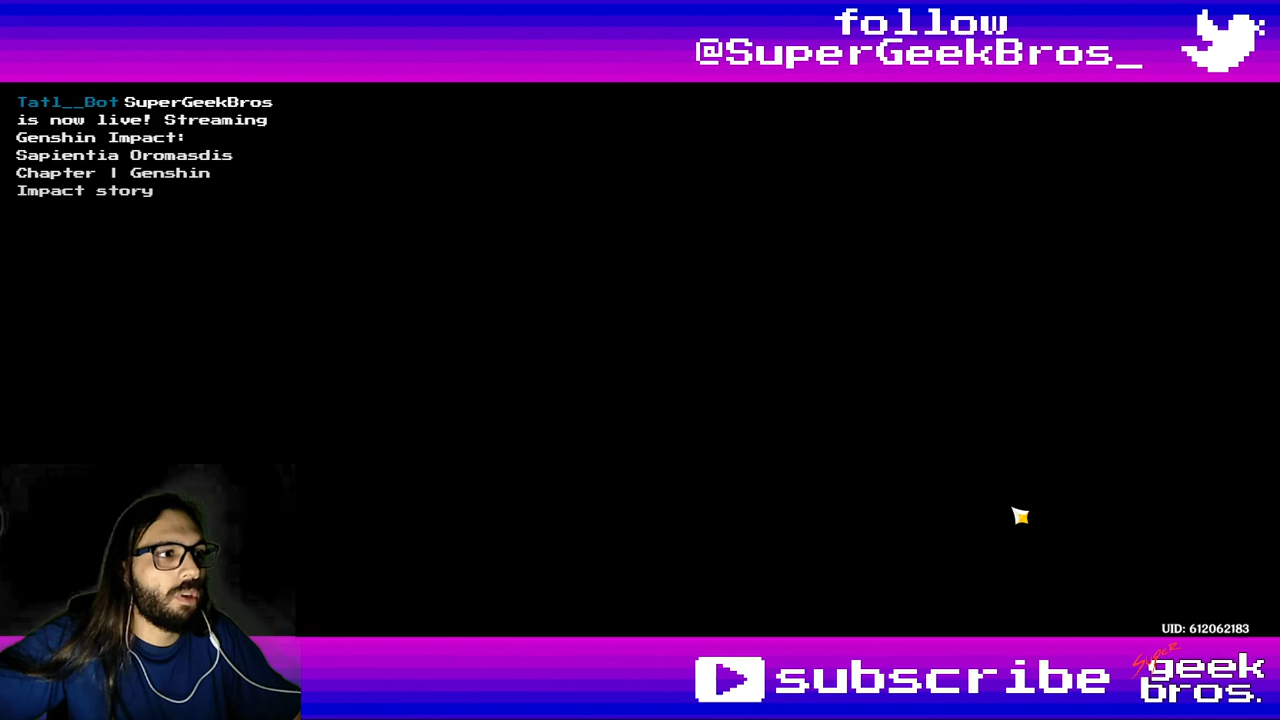 follow
@SuperGeekBros_
Tatl__Bot SuperGeekBros
is now live! Streaming
Genshin Impact:
Sapientia Oromasdis
Chapter | Genshin
Impact story
UID: 612062183
subscribe
super
geek
bros.